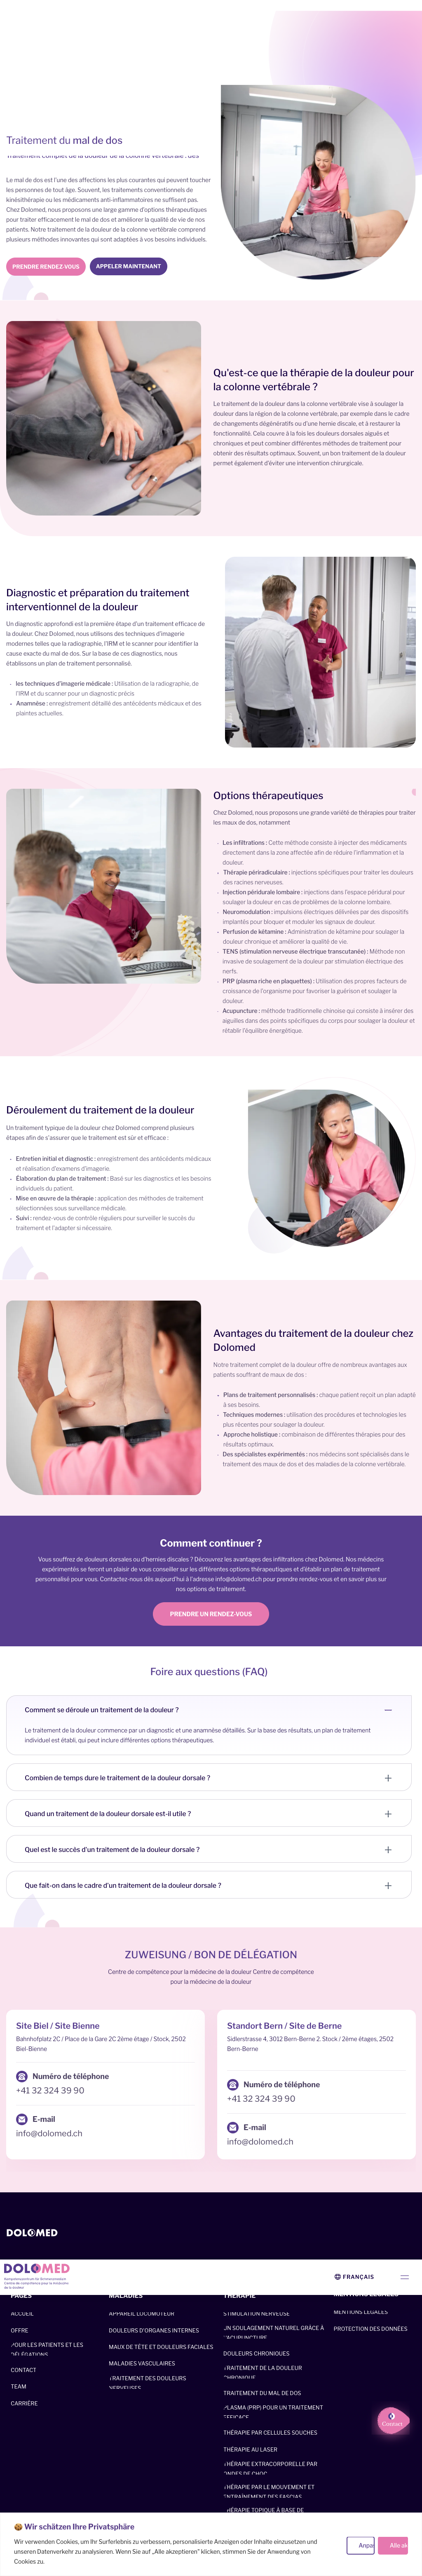 Traitement du mal de dos
Traitement complet de la douleur de la colonne vertébrale : des
Le mal de dos est l'une des affections les plus courantes qui peuvent toucher
les personnes de tout âge. Souvent, les traitements conventionnels de
kinésithérapie ou les médicaments anti-inflammatoires ne suffisent pas.
Chez Dolomed, nous proposons une large gamme d'options thérapeutiques
pour traiter efficacement le mal de dos et améliorer la qualité de vie de nos
patients. Notre traitement de la douleur de la colonne vertébrale comprend
plusieurs méthodes innovantes qui sont adaptées à vos besoins individuels.
PRENDRE RENDEZ-VOUS
APPELER MAINTENANT
Qu'est-ce que la thérapie de la douleur pour
la colonne vertébrale ?
Le traitement de la douleur dans la colonne vertébrale vise à soulager la
douleur dans la région de la colonne vertébrale, par exemple dans le cadre
de changements dégénératifs ou d'une hernie discale, et à restaurer la
fonctionnalité. Cela couvre à la fois les douleurs dorsales aiguës et
chroniques et peut combiner différentes méthodes de traitement pour
obtenir des résultats optimaux. Souvent, un bon traitement de la douleur
permet également d'éviter une intervention chirurgicale.
Diagnostic et préparation du traitement
interventionnel de la douleur
Un diagnostic approfondi est la première étape d'un traitement efficace de
la douleur. Chez Dolomed, nous utilisons des techniques d'imagerie
modernes telles que la radiographie, l'IRM et le scanner pour identifier la
cause exacte du mal de dos. Sur la base de ces diagnostics, nous
établissons un plan de traitement personnalisé.
les techniques d'imagerie médicale : Utilisation de la radiographie, de
l'IRM et du scanner pour un diagnostic précis
Anamnèse : enregistrement détaillé des antécédents médicaux et des
plaintes actuelles.
Options thérapeutiques
Chez Dolomed, nous proposons une grande variété de thérapies pour traiter
les maux de dos, notamment
Les infiltrations : Cette méthode consiste à injecter des médicaments
directement dans la zone affectée afin de réduire l'inflammation et la
douleur.
Thérapie périradiculaire : injections spécifiques pour traiter les douleurs
des racines nerveuses.
Injection péridurale lombaire : injections dans l'espace péridural pour
soulager la douleur en cas de problèmes de la colonne lombaire.
Neuromodulation : impulsions électriques délivrées par des dispositifs
implantés pour bloquer et moduler les signaux de douleur.
Perfusion de kétamine : Administration de kétamine pour soulager la
douleur chronique et améliorer la qualité de vie.
TENS (stimulation nerveuse électrique transcutanée) : Méthode non
invasive de soulagement de la douleur par stimulation électrique des
nerfs.
PRP (plasma riche en plaquettes) : Utilisation des propres facteurs de
croissance de l'organisme pour favoriser la guérison et soulager la
douleur
Acupuncture : méthode traditionnelle chinoise qui consiste à insérer des
aiguilles dans des points spécifiques du corps pour soulager la douleur et
rétablir l'équilibre énergétique.
Déroulement du traitement de la douleur
Un traitement typique de la douleur chez Dolomed comprend plusieurs
étapes afin de s'assurer que le traitement est sûr et efficace :
Entretien initial et diagnostic : enregistrement des antécédents médicaux
et réalisation d'examens d'imagerie.
Élaboration du plan de traitement : Basé sur les diagnostics et les besoins
individuels du patient.
Mise en œuvre de la thérapie : application des méthodes de traitement
sélectionnées sous surveillance médicale.
Suivi : rendez-vous de contrôle réguliers pour surveiller le succès du
traitement et l'adapter si nécessaire.
Avantages du traitement de la douleur chez
Dolomed
Notre traitement complet de la douleur offre de nombreux avantages aux
patients souffrant de maux de dos :
Plans de traitement personnalisés : chaque patient reçoit un plan adapté
à ses besoins.
Techniques modernes : utilisation des procédures et technologies les
plus récentes pour soulager la douleur.
Approche holistique : combinaison de différentes thérapies pour des
résultats optimaux.
Des spécialistes expérimentés : nos médecins sont spécialisés dans le
traitement des maux de dos et des maladies de la colonne vertébrale.
Comment continuer ?
Vous souffrez de douleurs dorsales ou d'hernies discales ? Découvrez les avantages des infiltrations chez Dolomed. Nos médecins
expérimentés se feront un plaisir de vous conseiller sur les différentes options thérapeutiques et d'établir un plan de traitement
personnalisé pour vous. Contactez-nous dès aujourd'hui à l'adresse info@dolomed.ch pour prendre rendez-vous et en savoir plus sur
nos options de traitement.
PRENDRE UN RENDEZ-VOUS
Foire aux questions (FAQ)
Comment se déroule un traitement de la douleur ?
Le traitement de la douleur commence par un diagnostic et une anamnèse détaillés. Sur la base des résultats, un plan de traitement
individuel est établi, qui peut inclure différentes options thérapeutiques.
Combien de temps dure le traitement de la douleur dorsale ?
Quand un traitement de la douleur dorsale est-il utile ?
Quel est le succès d'un traitement de la douleur dorsale ?
Que fait-on dans le cadre d'un traitement de la douleur dorsale ?
ZUWEISUNG / BON DE DÉLÉGATION
Centre de compétence pour la médecine de la douleur Centre de compétence
pour la médecine de la douleur
Site Biel / Site Bienne
Bahnhofplatz 2C / Place de la Gare 2C 2ème étage / Stock, 2502
Biel-Bienne
Numéro de téléphone
+41 32 324 39 90
E-mail
info@dolomed.ch
Standort Bern / Site de Berne
Sidlerstrasse 4, 3012 Bern-Berne 2. Stock / 2ème étages, 2502
Bern-Berne
Numéro de téléphone
+41 32 324 39 90
E-mail
info@dolomed.ch
DOLOMED
DOLOMED
Kompetenzzentrum für Schmerzmedizin
Centre de compétence pour la médecine
de la douleur
FRANÇAIS
PAGES
ACCUEIL
OFFRE
POUR LES PATIENTS ET LES
DÉLÉGATIONS
CONTACT
TEAM
CARRIÈRE
MALADIES
APPAREIL LOCOMOTEUR
DOULEURS D'ORGANES INTERNES
MAUX DE TÊTE ET DOULEURS FACIALES
MALADIES VASCULAIRES
TRAITEMENT DES DOULEURS
NERVEUSES
THÉRAPIE
STIMULATION NERVEUSE
UN SOULAGEMENT NATUREL GRÂCE À
L'ACUPUNCTURE
DOULEURS CHRONIQUES
TRAITEMENT DE LA DOULEUR
CHRONIQUE
TRAITEMENT DU MAL DE DOS
PLASMA (PRP) POUR UN TRAITEMENT
EFFICACE
THÉRAPIE PAR CELLULES SOUCHES
THÉRAPIE AU LASER
THÉRAPIE EXTRACORPORELLE PAR
ONDES DE CHOC
THÉRAPIE PAR LE MOUVEMENT ET
ENTRAÎNEMENT DES FASCIAS
THÉRAPIE TOPIQUE À BASE DE
MENTIONS LÉGALES
MENTIONS LÉGALES
PROTECTION DES DONNÉES
Contact
🍪 Wir schätzen Ihre Privatsphäre
Wir verwenden Cookies, um Ihr Surferlebnis zu verbessern, personalisierte Anzeigen oder Inhalte einzusetzen und
unseren Datenverkehr zu analysieren. Wenn Sie auf „Alle akzeptieren" klicken, stimmen Sie der Anwendung von
Cookies zu.
Anpa
Alle ak